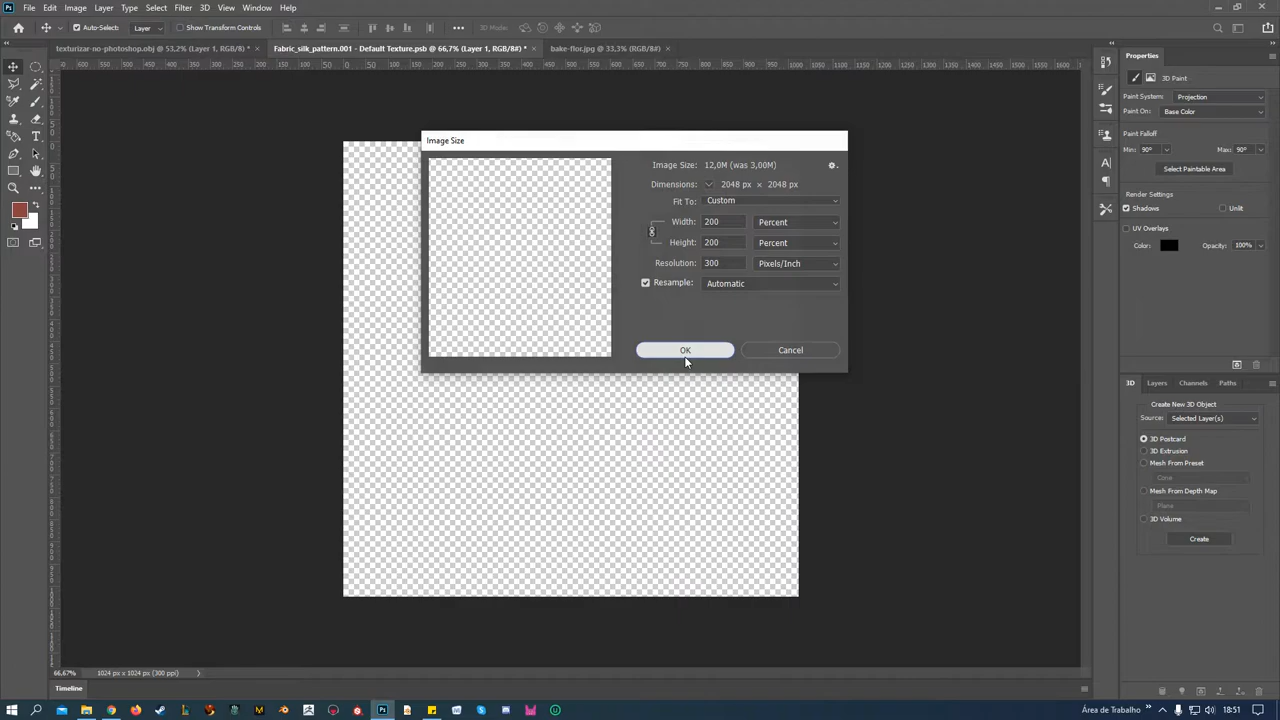 File Edit Image Layer Type Select Filter 3D View Window Help
Auto-Select: Layer Show Transform Controls 3D Mode:
texturizar-no-photoshop.obj @ 53,2% (Layer 1, RGB/8) * ×
Fabric_silk_pattern.001 - Default Texture.psb @ 66,7% (Layer 1, RGB/8#) * ×
bake-flor.jpg @ 33,3% (RGB/8#) ×
Image Size
Image Size: 12,0M (was 3,00M)
Dimensions: 2048 px × 2048 px
Fit To: Custom
Width: 200 Percent
Height: 200 Percent
Resolution: 300 Pixels/Inch
Resample: Automatic
OK Cancel
Properties
3D Paint
Paint System: Projection
Paint On: Base Color
Paint Falloff
Min: 90º Max: 90º
Select Paintable Area
Render Settings
Shadows Unlit
UV Overlays
Color: Opacity: 100%
3D Layers Channels Paths
Create New 3D Object
Source: Selected Layer(s)
3D Postcard
3D Extrusion
Mesh From Preset
Cone
Mesh From Depth Map
Plane
3D Volume
Create
66,67% 1024 px x 1024 px (300 ppi)
Timeline
Área de Trabalho 18:51